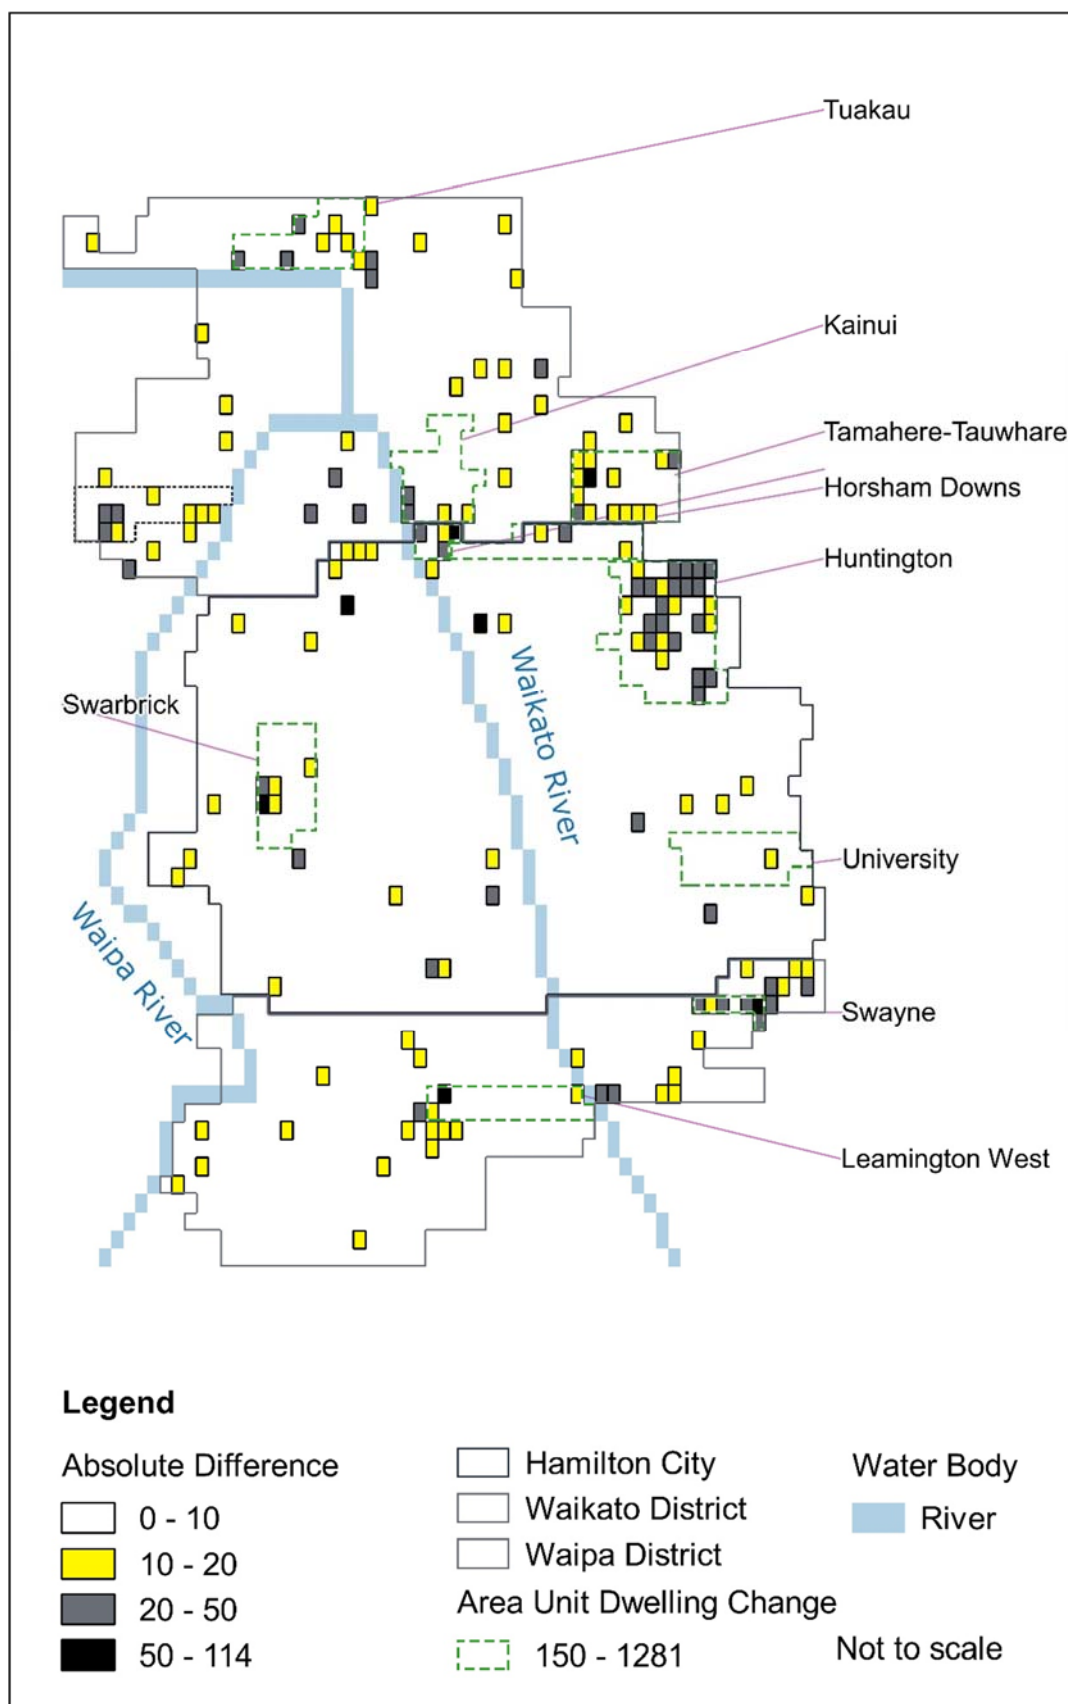 Tuakau
Kainui
Tamahere-Tauwhare
Horsham Downs
Huntington
Waikato River
Swarbrick
University
Waipa River
Swayne
Leamington West
Legend
Absolute Difference
0 - 10
10 - 20
20 - 50
50 - 114
Hamilton City
Waikato District
Waipa District
Area Unit Dwelling Change
150 - 1281
Water Body
River
Not to scale